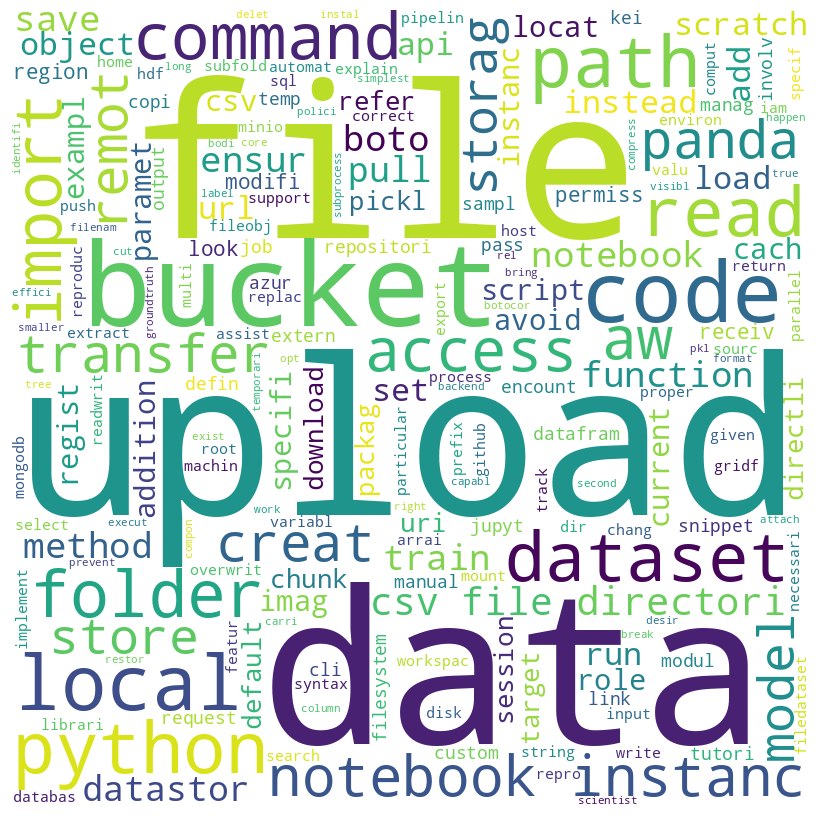 delet instal
save command pipelin kei scratch
object home hdf long subfold automat explain api locat add involv
region sql copi csv temp refer instanc comput specif
identifi import remot exampl output minio polici correct storag path manag iam
file
ensur boto instead environ happen
push paramet modifi body core label support subprocess pull compress panda valu true
filenam url fileobj pickl sampl permiss load visibl
reproduc look job repositori pass host read
cut multi azur notebook cach
effici bucket replac export rel bring script code return parallel
smaller groundtruth extract assist extern botocor avoid receiv
transfer opt access aw pkl format sourc
tree defin set process backend encount function proper
upload
mongodb regist readwrit addition exist root machin specifi temporari download packag particular prefix github capabl datafram second track current given gridf directli
select execut work variabl right uri jupyt dir snippet attach
method prevent compon creat arrai train chang dataset
implement folder overwrit chunk manual mount necessari
carri imag csv file directori
store restor featur desir break
data
local default cli syntax filesystem workspac session target run modul model filedataset
column disk role link input
librari request string write tutori
python search custom
databas datastor notebook instanc repro
scientist